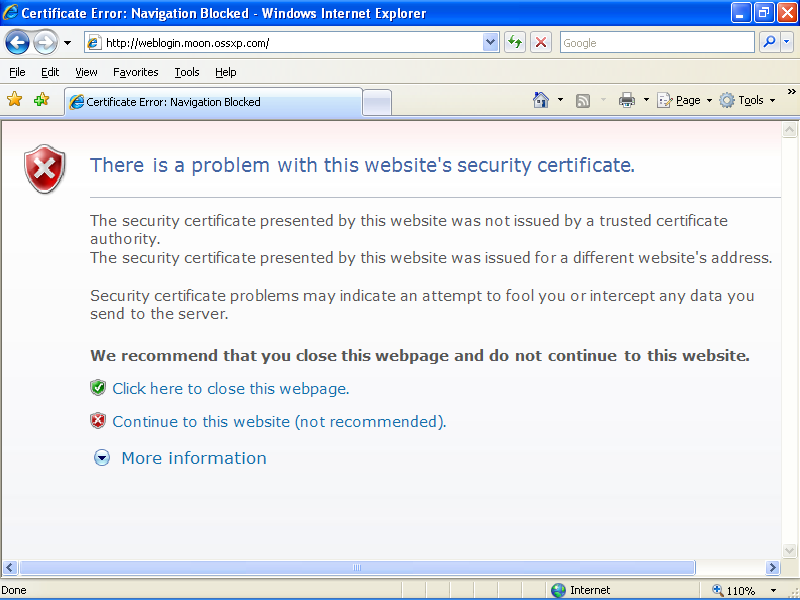 Certificate Error: Navigation Blocked - Windows Internet Explorer
http://weblogin.moon.ossxp.com/
Google
File Edit View Favorites Tools Help
Certificate Error: Navigation Blocked
Page Tools »
There is a problem with this website's security certificate.
The security certificate presented by this website was not issued by a trusted certificate
authority.
The security certificate presented by this website was issued for a different website's address.
Security certificate problems may indicate an attempt to fool you or intercept any data you
send to the server.
We recommend that you close this webpage and do not continue to this website.
Click here to close this webpage.
Continue to this website (not recommended).
More information
Done Internet 110%